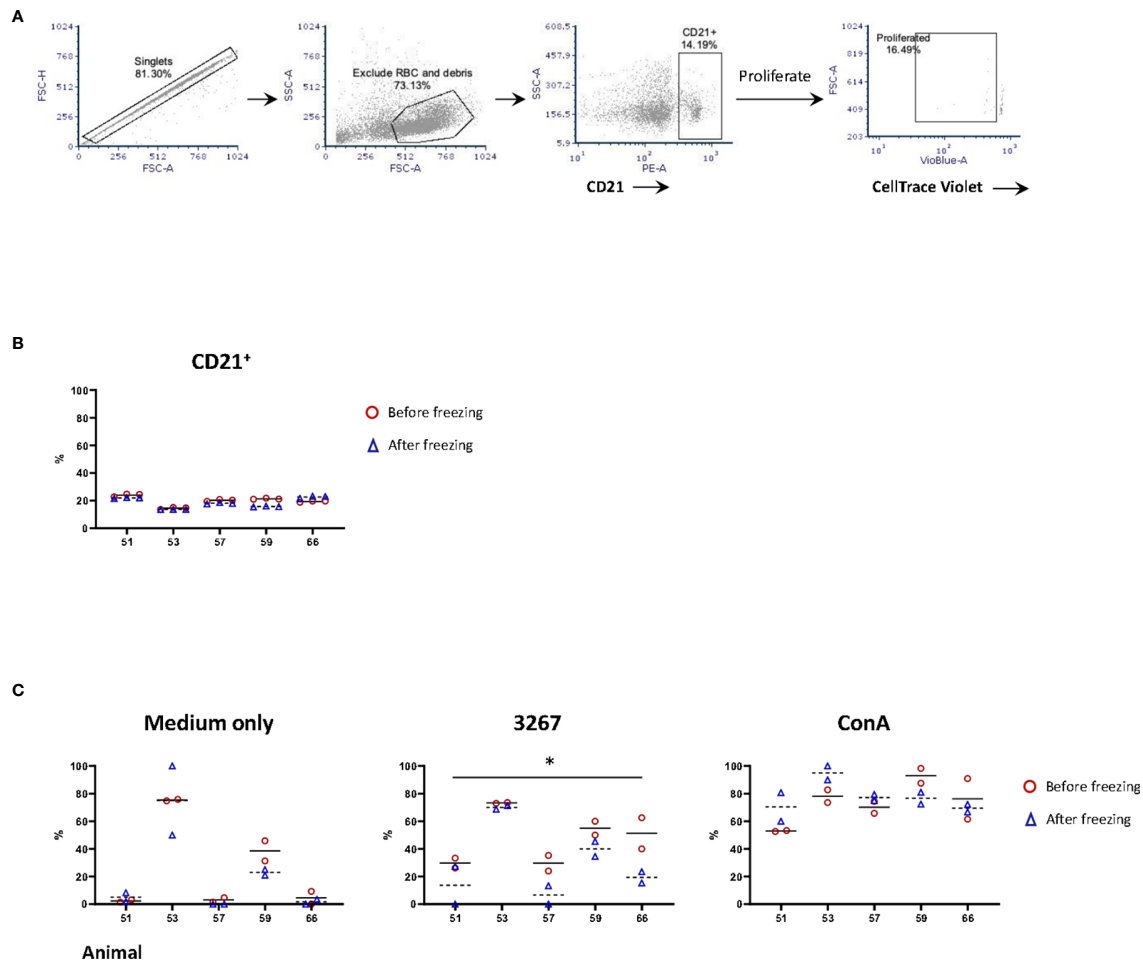 A
1024
768
512
256
0
FSC-H
Singlets
81.30%
0 256 512 768 1024
FSC-A
1024
768
512
256
0
SSC-A
Exclude RBC and debris
73.13%
0 256 512 768 1024
FSC-A
608.5
457.9
307.2
156.5
5.9
SSC-A
CD21+
14.19%
10¹ 10² 10³
PE-A
CD21
Proliferate
1024
819
614
409
203
FSC-A
Proliferated
16.49%
10¹ 10² 10³
VioBlue-A
CellTrace Violet
B
CD21⁺
100
80
60
40
20
0
%
51 53 57 59 66
Before freezing
After freezing
C
Medium only
100
80
60
40
20
0
%
51 53 57 59 66
Animal
3267
*
100
80
60
40
20
0
%
51 53 57 59 66
ConA
100
80
60
40
20
0
%
51 53 57 59 66
Before freezing
After freezing